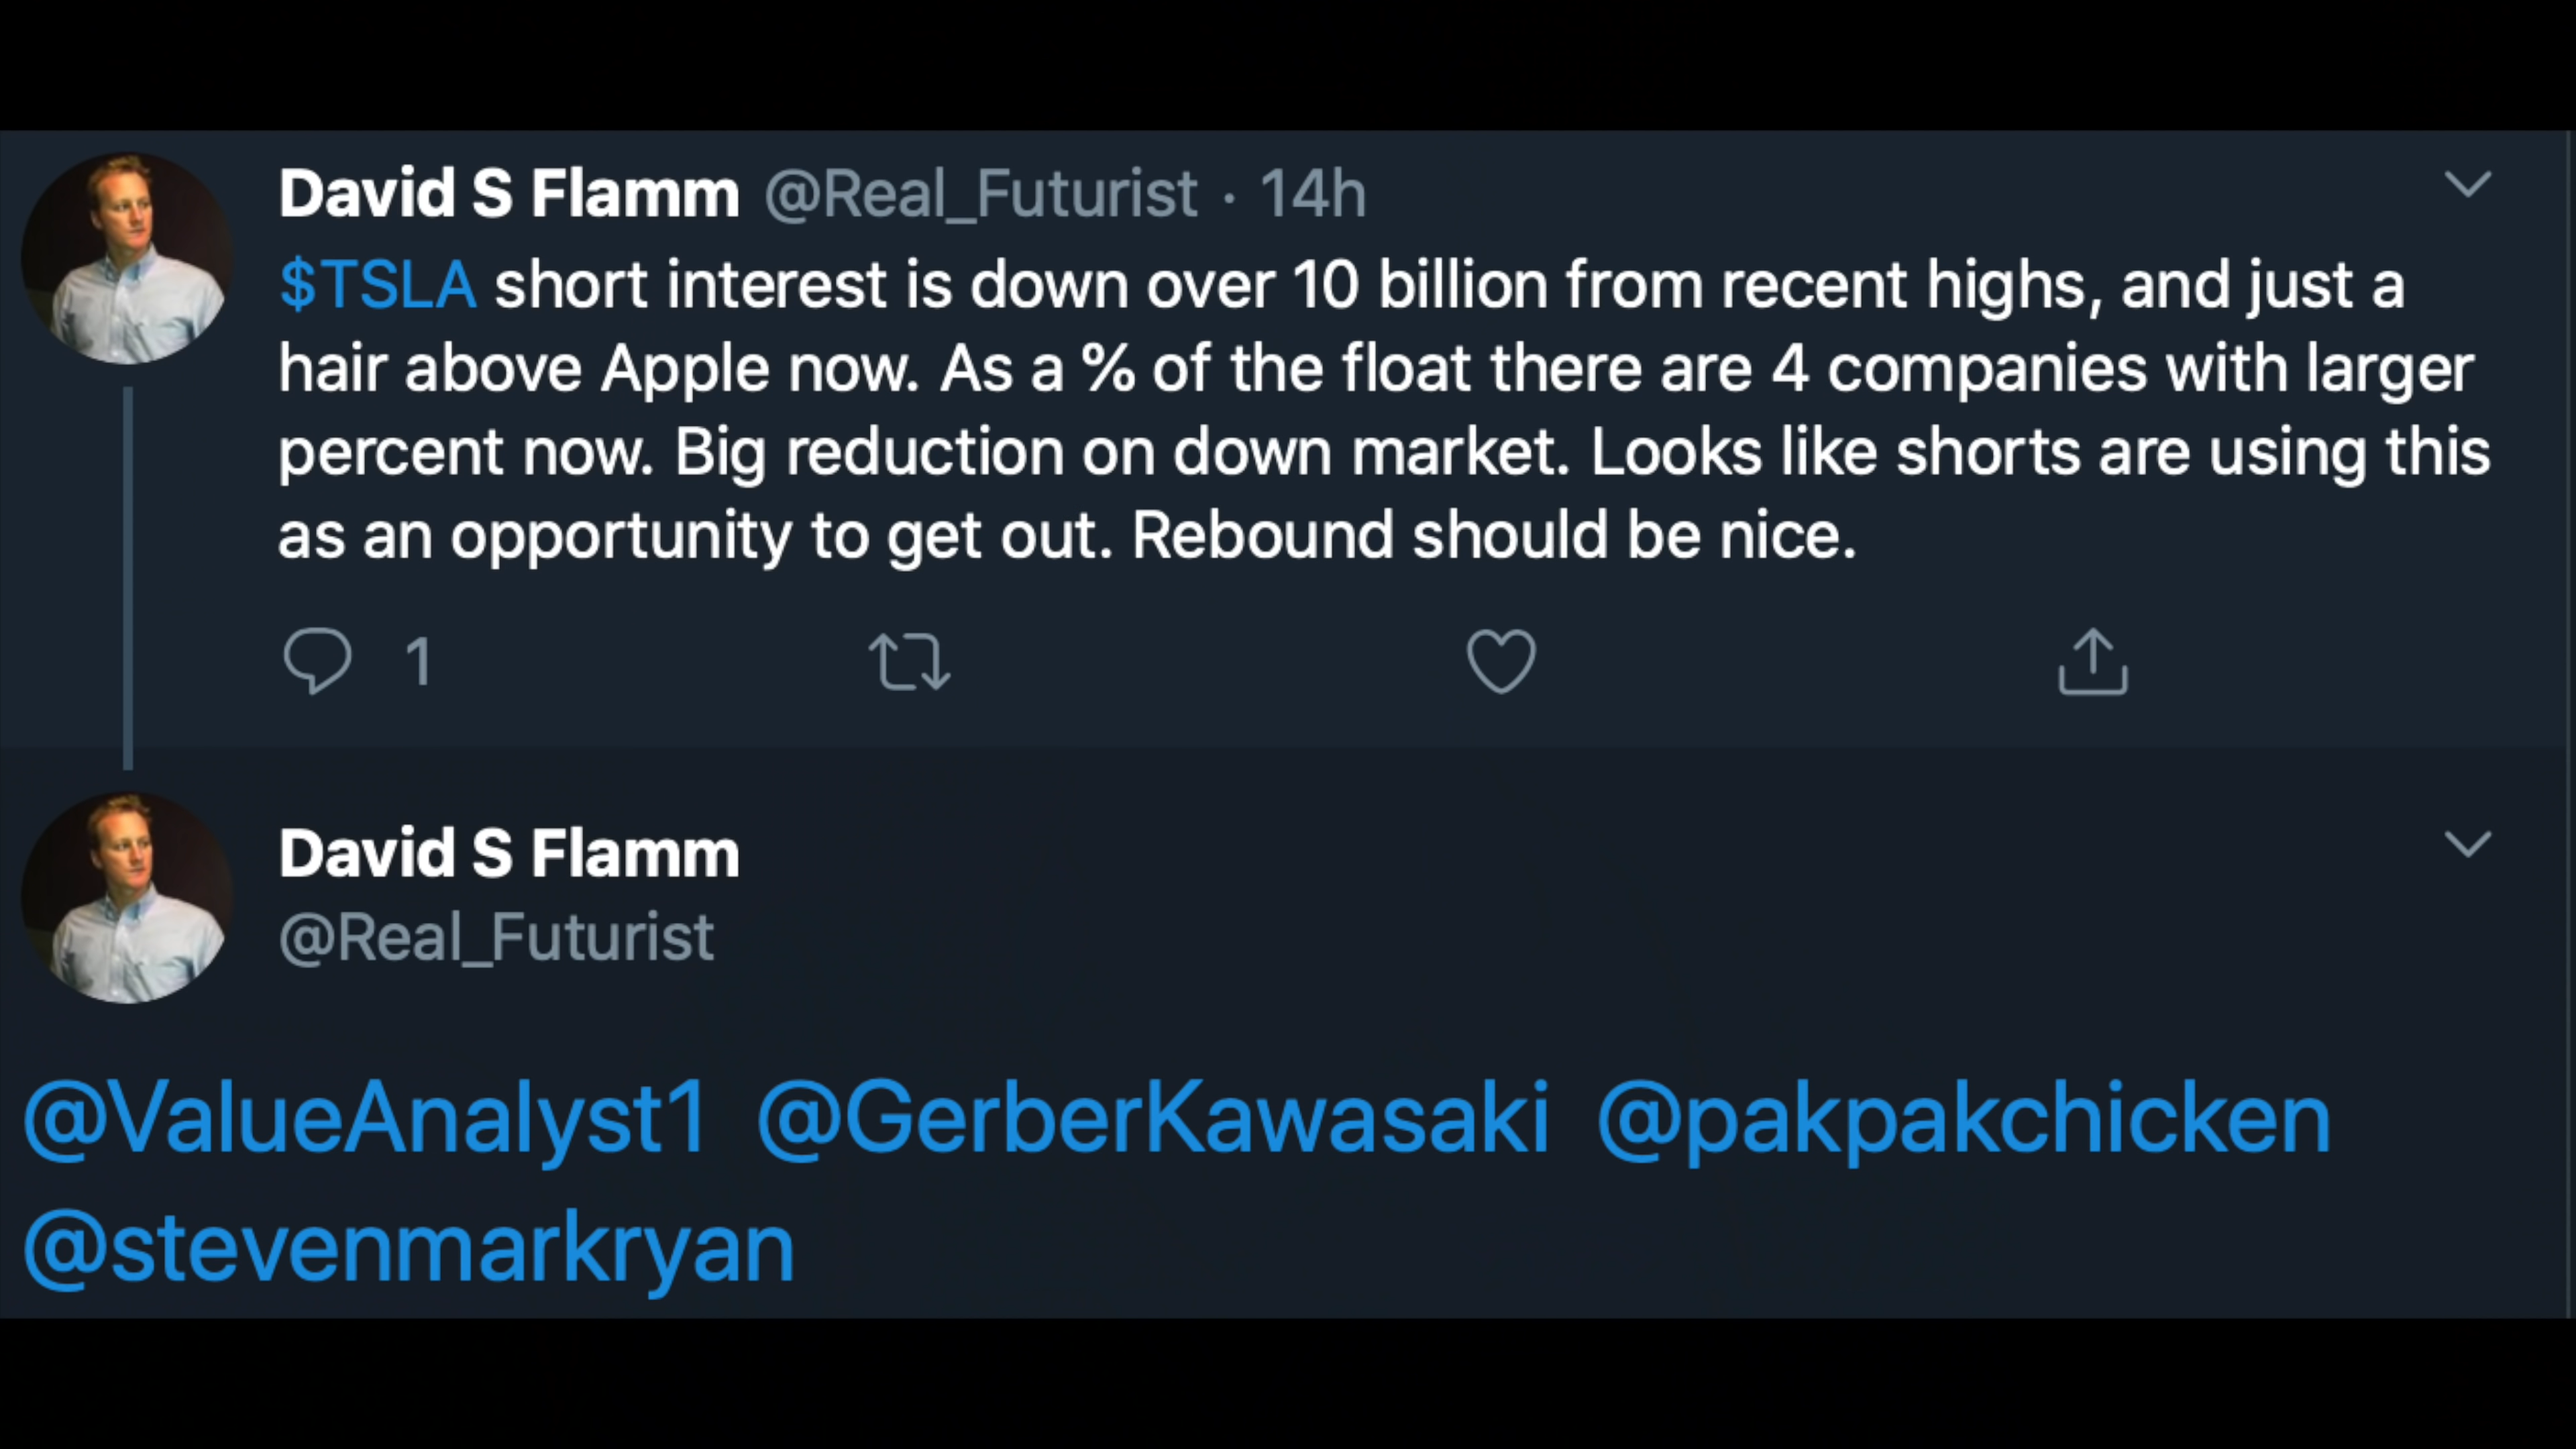 David S Flamm @Real_Futurist · 14h
$TSLA short interest is down over 10 billion from recent highs, and just a
hair above Apple now. As a % of the float there are 4 companies with larger
percent now. Big reduction on down market. Looks like shorts are using this
as an opportunity to get out. Rebound should be nice.
1
David S Flamm
@Real_Futurist
@ValueAnalyst1 @GerberKawasaki @pakpakchicken
@stevenmarkryan